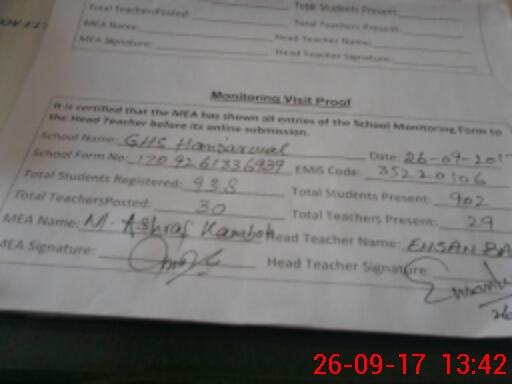 Total Students Present:
Total TeachersPosted:
MEA Name: Total Teachers Present:
MEA Signature: Head Teacher Name:
Head Teacher Signature:
Monitoring Visit Proof
It is certified that the MEA has shown all entries of the School Monitoring Form to
the Head Teacher before its online submission.
School Name: GHS Date: 26-09-201
School Form No: EMIS Code: 35220106
Total Students Registered: 938 Total Students Present: 902
Total TeachersPosted: 30 Total Teachers Present: 29
MEA Name: M. Ashraf Kamboh Head Teacher Name: EHSAN
MEA Signature: Head Teacher Signature:
26
26-09-17 13:42